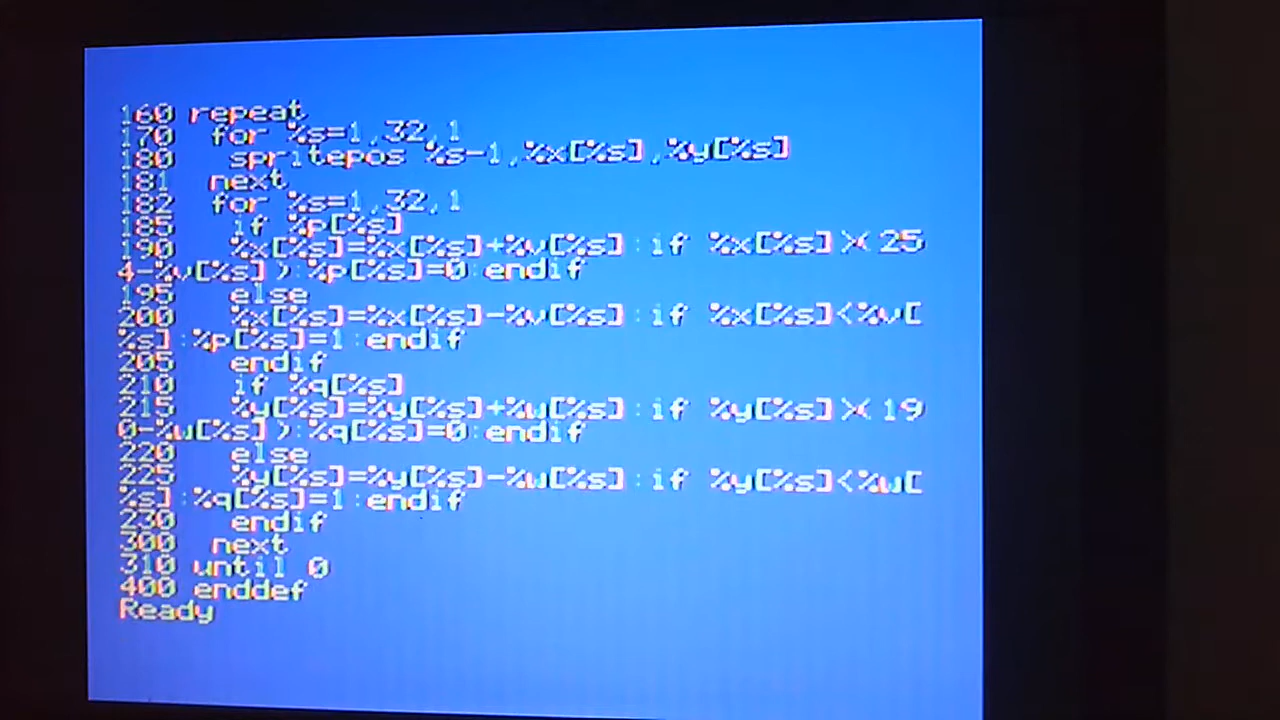 160 repeat
170  for %s=1,32,1
180   spritepos %s-1,%x[%s],%y[%s]
181  next
182  for %s=1,32,1
185   if %p[%s]
190   %x[%s]=%x[%s]+%v[%s]:if %x[%s]>(25
4-%v[%s]):%p[%s]=0:endif
195   else
200   %x[%s]=%x[%s]-%v[%s]:if %x[%s]<%v[
%s]:%p[%s]=1:endif
205   endif
210   if %q[%s]
215   %y[%s]=%y[%s]+%w[%s]:if %y[%s]>(19
0-%w[%s]):%q[%s]=0:endif
220   else
225   %y[%s]=%y[%s]-%w[%s]:if %y[%s]<%w[
%s]:%q[%s]=1:endif
230   endif
300  next
310 until 0
400 enddef
Ready